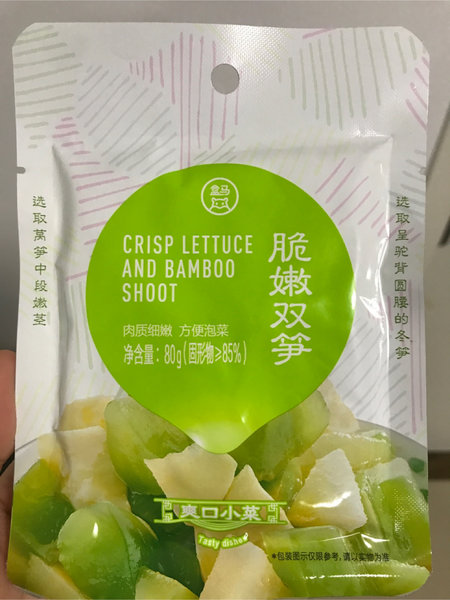 盒马
CRISP LETTUCE
AND BAMBOO
SHOOT
脆嫩双笋
肉质细嫩 方便泡菜
净含量：80g(固形物≥85%)
选取莴笋中段嫩茎
选取呈驼背圆腰的冬笋
爽口小菜
Tasty dishes
*包装图示仅限参考，请以实物为准